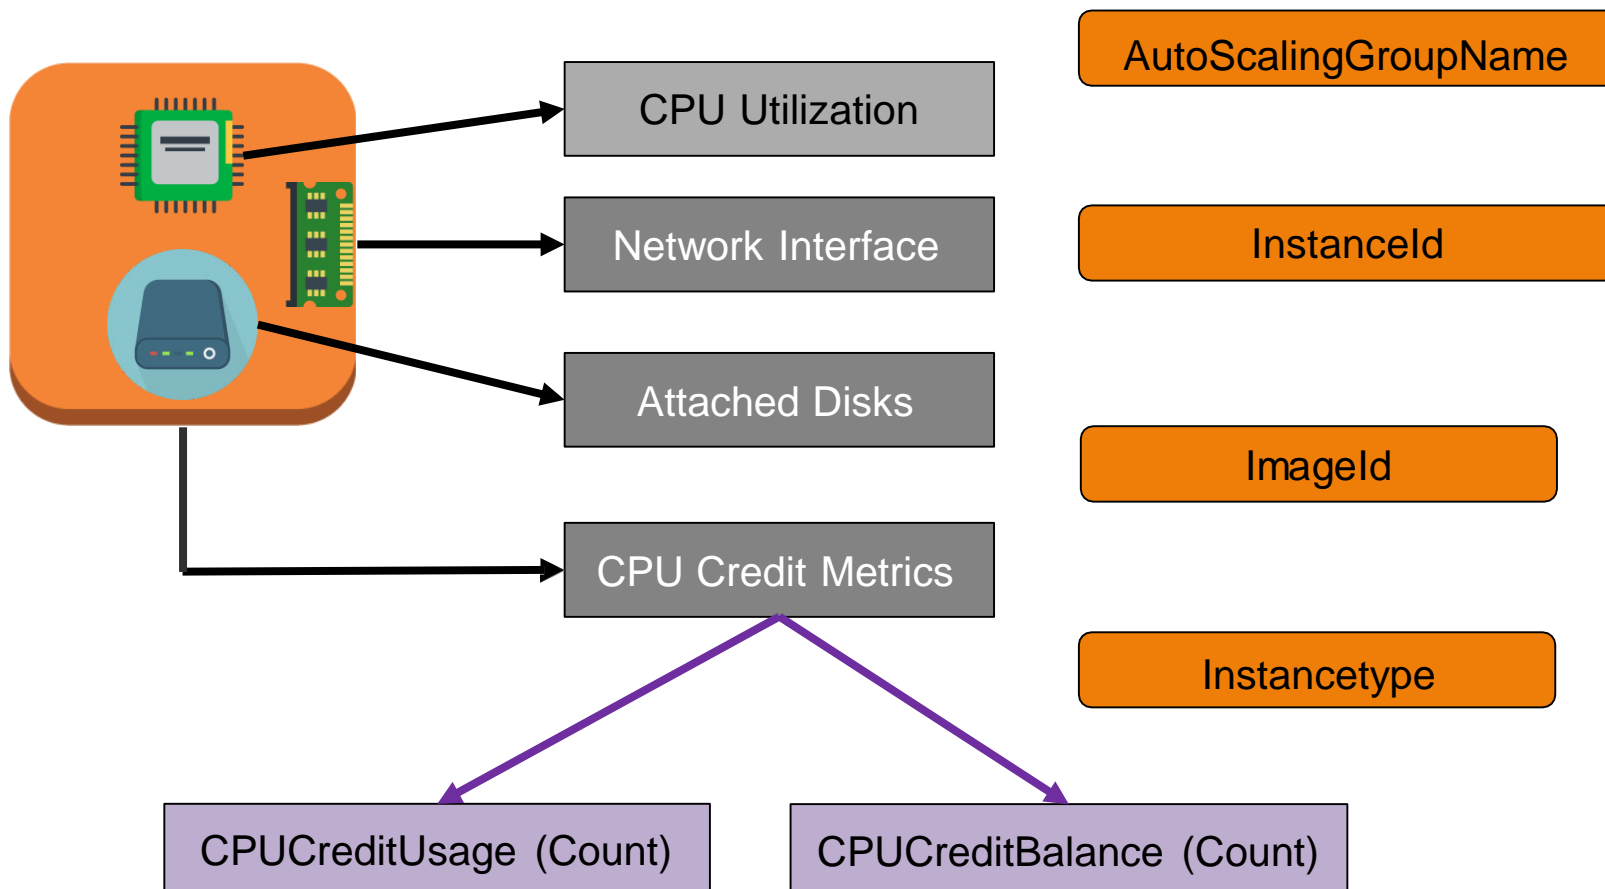 AutoScalingGroupName
CPU Utilization
Network Interface
InstanceId
Attached Disks
ImageId
CPU Credit Metrics
Instancetype
CPUCreditUsage (Count)
CPUCreditBalance (Count)